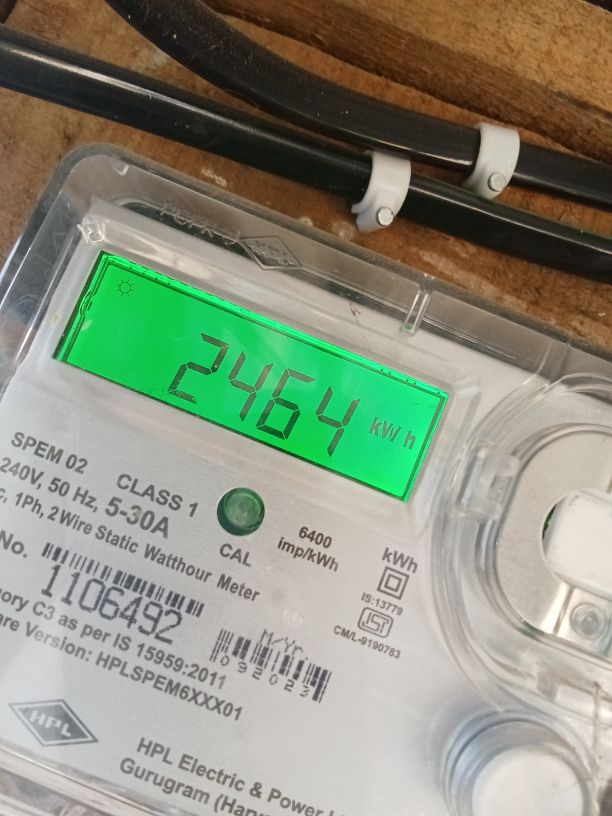 2464 kWh
SPEM 02 CLASS 1
240V, 50 Hz, 5-30A
1Ph, 2 Wire Static Watthour Meter
CAL
6400
imp/kWh
kWh
IS:13779
CM/L-9190783
No. 1106492
C3 as per IS 15959:2011
M/Yr.
092023
Version: HPLSPEM6XXX01
HPL
HPL Electric & Power
Gurugram